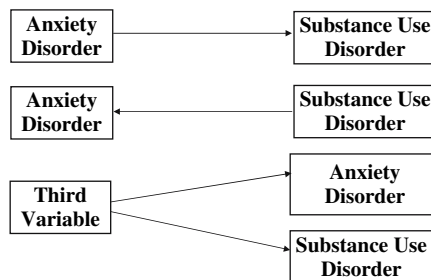 Anxiety
Disorder
Substance Use
Disorder
Anxiety
Disorder
Substance Use
Disorder
Third
Variable
Anxiety
Disorder
Substance Use
Disorder